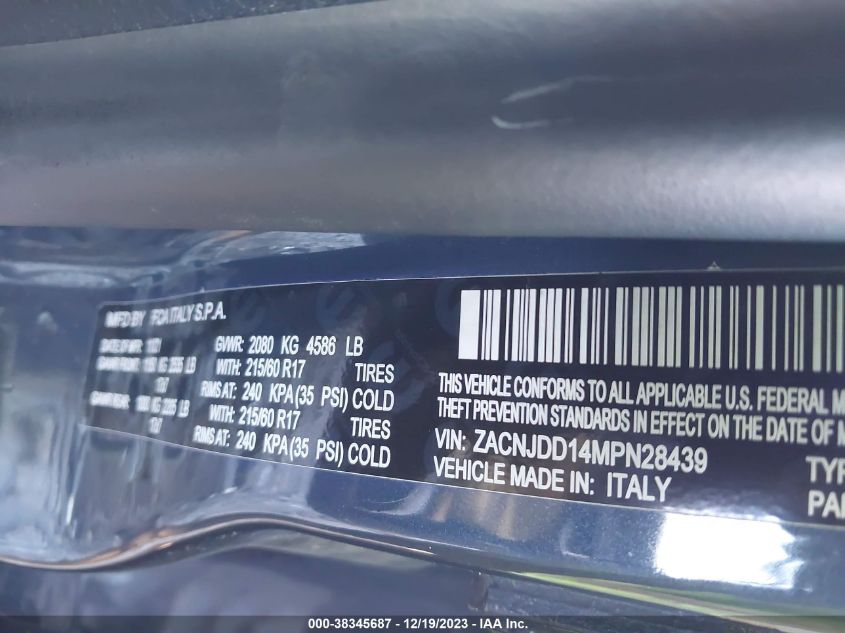 MFD BY FCA ITALY S.P.A.
GVWR: 2080 KG 4586 LB
WITH: 215/60 R17 TIRES
RIMS AT: 240 KPA(35 PSI) COLD
WITH: 215/60 R17 TIRES
RIMS AT: 240 KPA(35 PSI) COLD
THIS VEHICLE CONFORMS TO ALL APPLICABLE U.S. FEDERAL M
THEFT PREVENTION STANDARDS IN EFFECT ON THE DATE OF M
VIN: ZACNJDD14MPN28439
VEHICLE MADE IN: ITALY
TYP
PAI
000-38345687 - 12/19/2023 - IAA Inc.